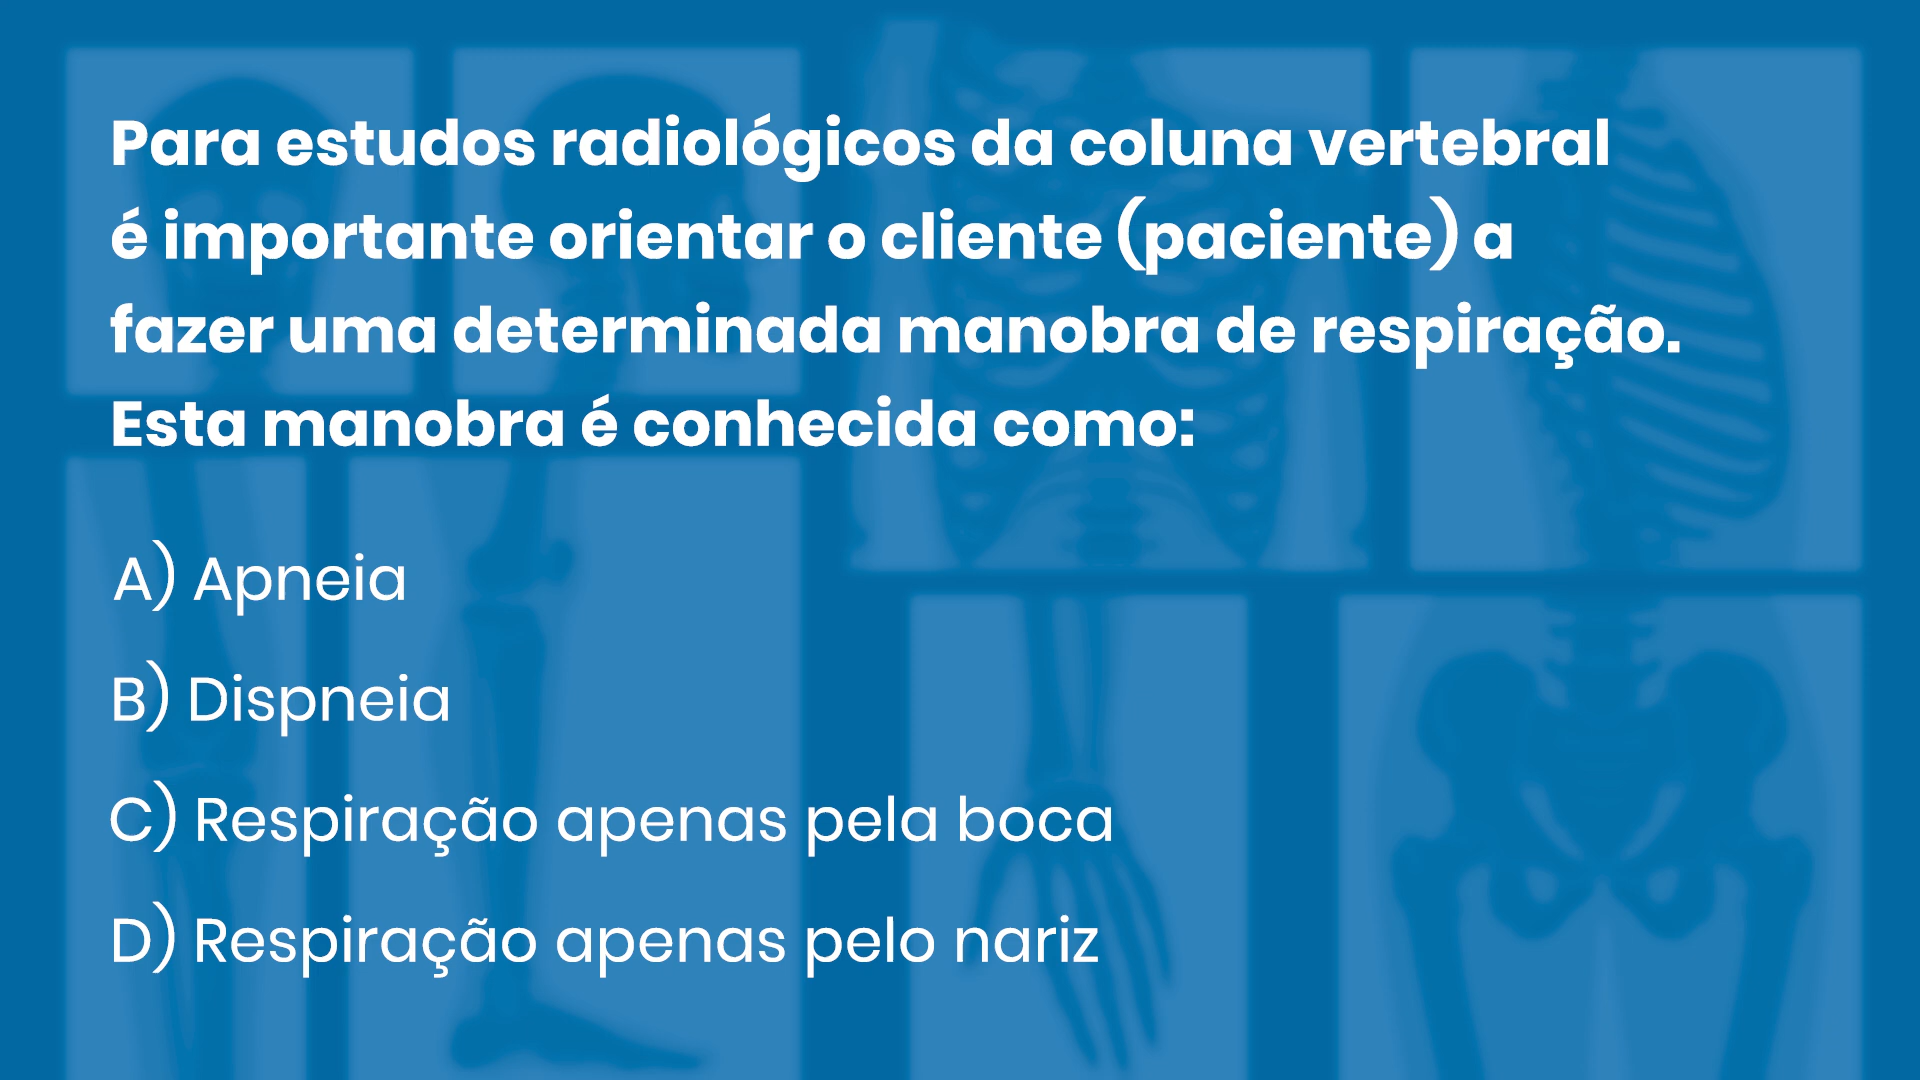 Para estudos radiológicos da coluna vertebral
é importante orientar o cliente (paciente) a
fazer uma determinada manobra de respiração.
Esta manobra é conhecida como:
A) Apneia
B) Dispneia
C) Respiração apenas pela boca
D) Respiração apenas pelo nariz